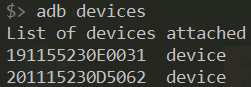 $> adb devices
List of devices attached
191155230E0031  device
201115230D5062  device